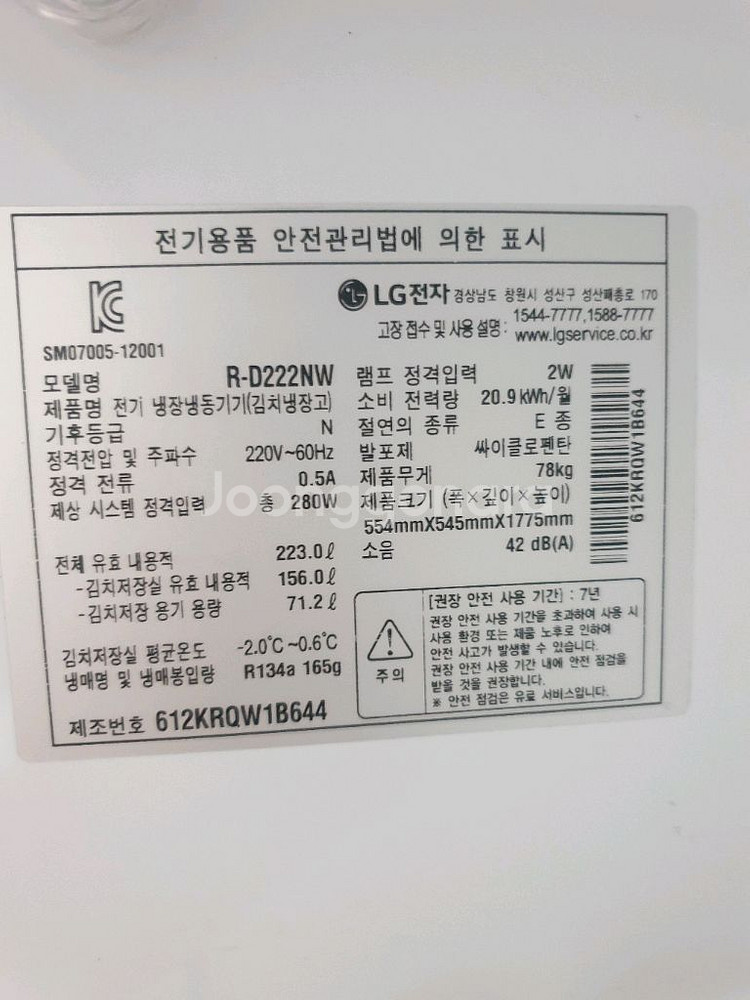 전기용품 안전관리법에 의한 표시
SM07005-12001
LG전자 경상남도 창원시 성산구 성산패총로 170
고장 접수 및 사용 설명 : 1544-7777,1588-7777
www.lgservice.co.kr
모델명 R-D222NW
제품명 전기 냉장냉동기기(김치냉장고)
기후등급 N
정격전압 및 주파수 220V~60Hz
정격 전류 0.5A
제상 시스템 정격입력 총 280W
전체 유효 내용적 223.0ℓ
-김치저장실 유효 내용적 156.0ℓ
-김치저장 용기 용량 71.2ℓ
김치저장실 평균온도 -2.0℃~0.6℃
냉매명 및 냉매봉입량 R134a 165g
제조번호 612KRQW1B644
램프 정격입력 2W
소비 전력량 20.9kWh/월
절연의 종류 E 종
발포제 싸이클로펜탄
제품무게 78kg
제품크기 (폭×깊이×높이)
554mmX545mmX1775mm
소음 42 dB(A)
612KRQW1B644
주의
[권장 안전 사용 기간] : 7년
권장 안전 사용 기간을 초과하여 사용 시
사용 환경 또는 제품 노후로 인하여
안전 사고가 발생할 수 있습니다.
권장 안전 사용 기간 내에 안전 점검을
받을 것을 권장합니다.
※ 안전 점검은 유료 서비스입니다.
Joonggonara